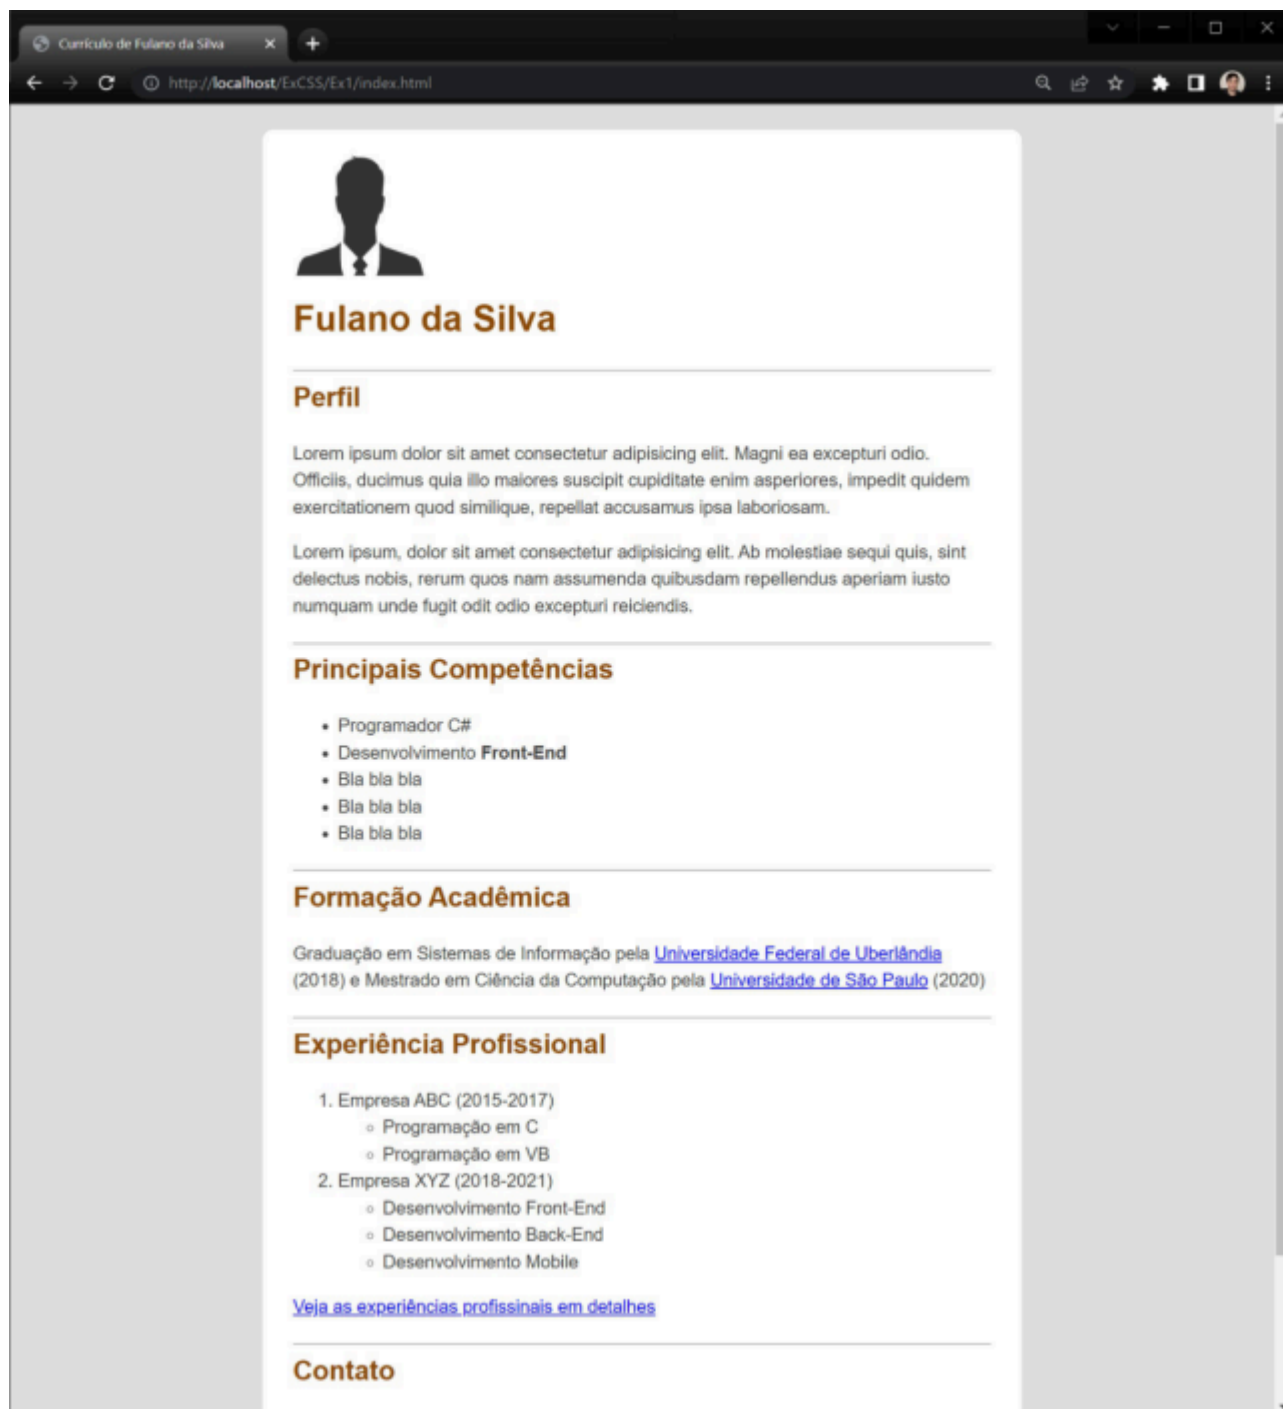 Currículo de Fulano da Silva
http://localhost/ExCSS/Ex1/index.html
Fulano da Silva
Perfil
Lorem ipsum dolor sit amet consectetur adipisicing elit. Magni ea excepturi odio.
Officiis, ducimus quia illo maiores suscipit cupiditate enim asperiores, impedit quidem
exercitationem quod similique, repellat accusamus ipsa laboriosam.
Lorem ipsum, dolor sit amet consectetur adipisicing elit. Ab molestiae sequi quis, sint
delectus nobis, rerum quos nam assumenda quibusdam repellendus aperiam iusto
numquam unde fugit odit odio excepturi reiciendis.
Principais Competências
• Programador C#
• Desenvolvimento Front-End
• Bla bla bla
• Bla bla bla
• Bla bla bla
Formação Acadêmica
Graduação em Sistemas de Informação pela Universidade Federal de Uberlândia
(2018) e Mestrado em Ciência da Computação pela Universidade de São Paulo (2020)
Experiência Profissional
1. Empresa ABC (2015-2017)
◦ Programação em C
◦ Programação em VB
2. Empresa XYZ (2018-2021)
◦ Desenvolvimento Front-End
◦ Desenvolvimento Back-End
◦ Desenvolvimento Mobile
Veja as experiências profissinais em detalhes
Contato